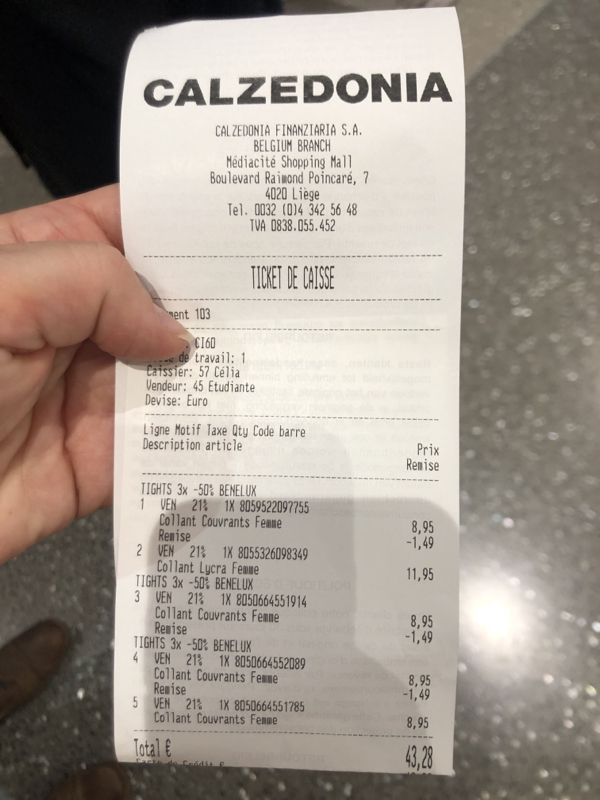 CALZEDONIA
CALZEDONIA FINANZIARIA S.A.
BELGIUM BRANCH
Médiacité Shopping Mall
Boulevard Raimond Poincaré, 7
4020 Liège
Tel. 0032 (0)4 342 56 48
TVA 0838.055.452
TICKET DE CAISSE
103
CI60
de travail: 1
Caissier: 57 Célia
Vendeur: 45 Etudiante
Devise: Euro
Ligne Motif Taxe Qty Code barre
Description article Prix
Remise
TIGHTS 3x -50% BENELUX
1 VEN 21% 1X 8059522097755
Collant Couvrants Femme 8,95
Remise -1,49
2 VEN 21% 1X 8055326098349
Collant Lycra Femme 11,95
TIGHTS 3x -50% BENELUX
3 VEN 21% 1X 8050664551914
Collant Couvrants Femme 8,95
Remise -1,49
TIGHTS 3x -50% BENELUX
4 VEN 21% 1X 8050664552089
Collant Couvrants Femme 8,95
Remise -1,49
5 VEN 21% 1X 8050664551785
Collant Couvrants Femme 8,95
Total € 43,28